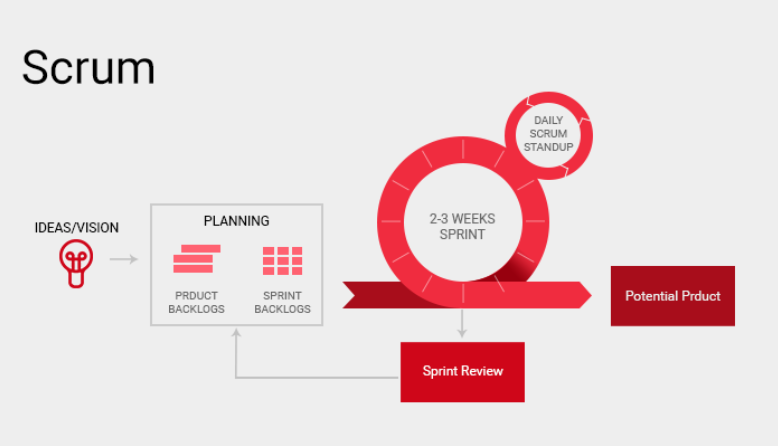 Scrum
IDEAS/VISION
PLANNING
PRDUCT
BACKLOGS
SPRINT
BACKLOGS
2-3 WEEKS
SPRINT
DAILY
SCRUM
STANDUP
Potential Prduct
Sprint Review